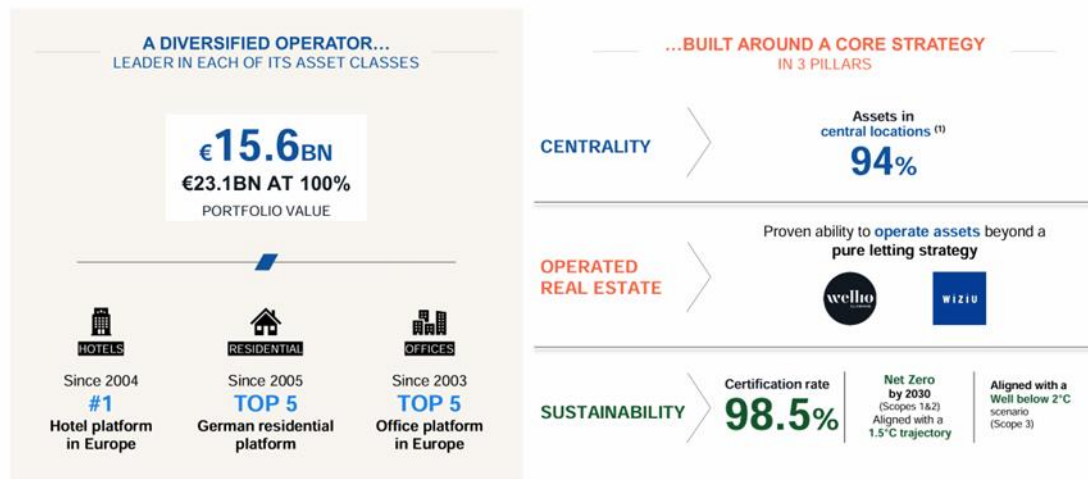 A DIVERSIFIED OPERATOR...
LEADER IN EACH OF ITS ASSET CLASSES
€15.6BN
€23.1BN AT 100%
PORTFOLIO VALUE
HOTELS
Since 2004
#1
Hotel platform
in Europe
RESIDENTIAL
Since 2005
TOP 5
German residential
platform
OFFICES
Since 2003
TOP 5
Office platform
in Europe
...BUILT AROUND A CORE STRATEGY
IN 3 PILLARS
CENTRALITY
Assets in
central locations (1)
94%
OPERATED
REAL ESTATE
Proven ability to operate assets beyond a
pure letting strategy
wellio
WIZIU
SUSTAINABILITY
Certification rate
98.5%
Net Zero
by 2030
(Scopes 1&2)
Aligned with a
1.5°C trajectory
Aligned with a
Well below 2°C
scenario
(Scope 3)